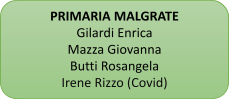 PRIMARIA MALGRATE
Gilardi Enrica
Mazza Giovanna
Butti Rosangela
Irene Rizzo (Covid)